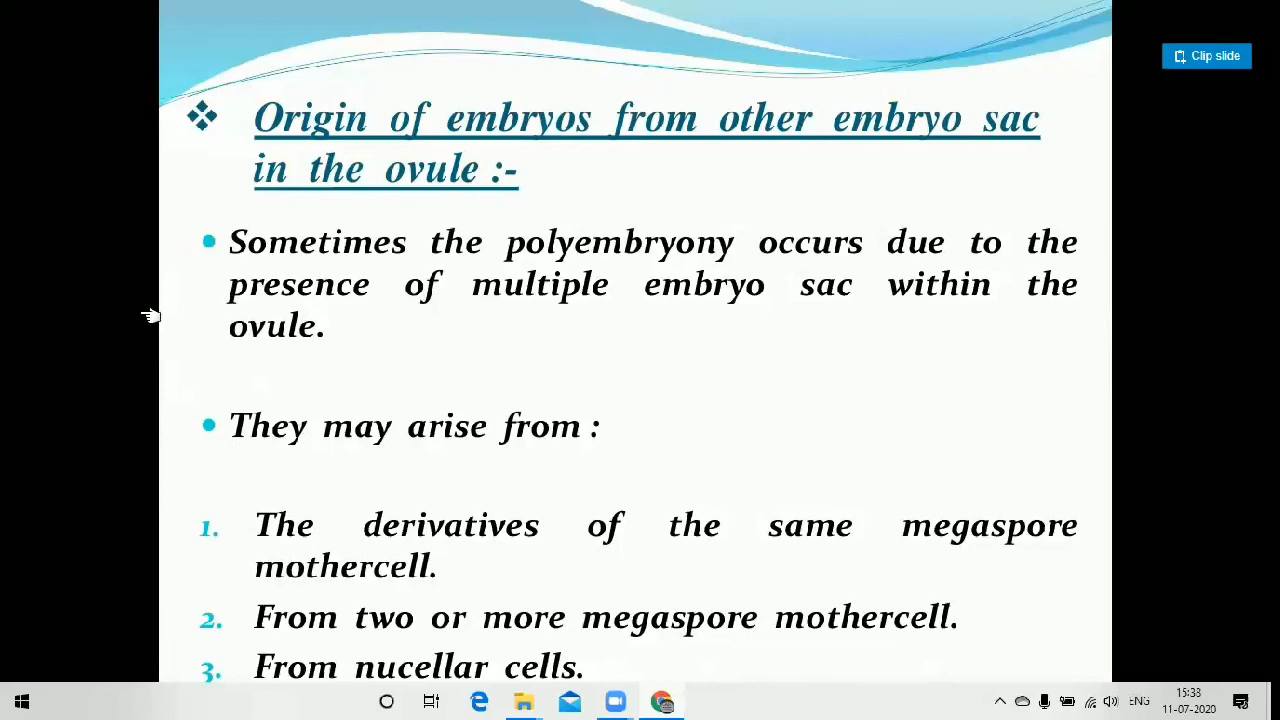 Clip slide
❖ Origin of embryos from other embryo sac
in the ovule :-
• Sometimes the polyembryony occurs due to the
presence of multiple embryo sac within the
ovule.
• They may arise from :
1. The derivatives of the same megaspore
mothercell.
2. From two or more megaspore mothercell.
3. From nucellar cells.
ENG
15:38
11-07-2020